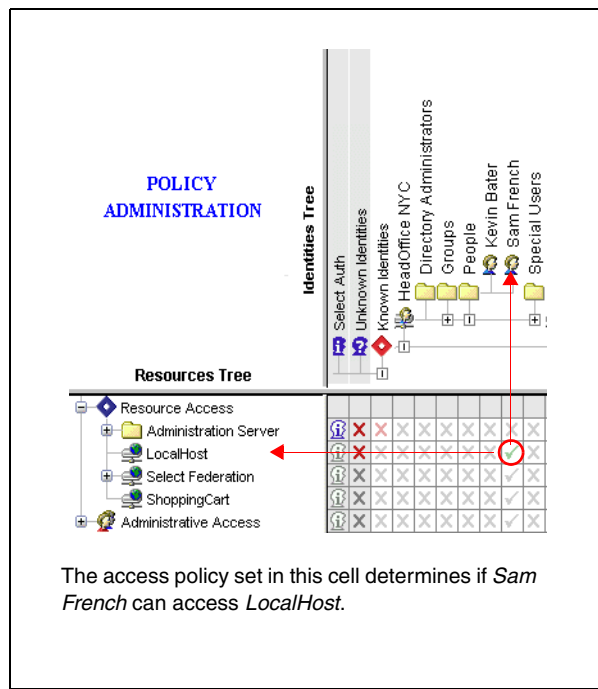 POLICY
ADMINISTRATION
Identities Tree
Select Auth
Unknown Identities
Known Identities
HeadOffice NYC
Directory Administrators
Groups
People
Kevin Bater
Sam French
Special Users
Resources Tree
Resource Access
Administration Server
LocalHost
Select Federation
ShoppingCart
Administrative Access
The access policy set in this cell determines if Sam
French can access LocalHost.